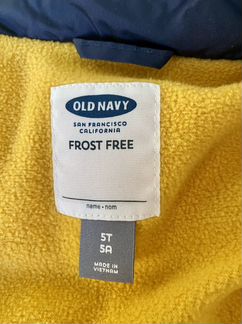 OLD NAVY
SAN FRANCISCO
CALIFORNIA
FROST FREE
name • nom
5T
5A
MADE IN
VIETNAM